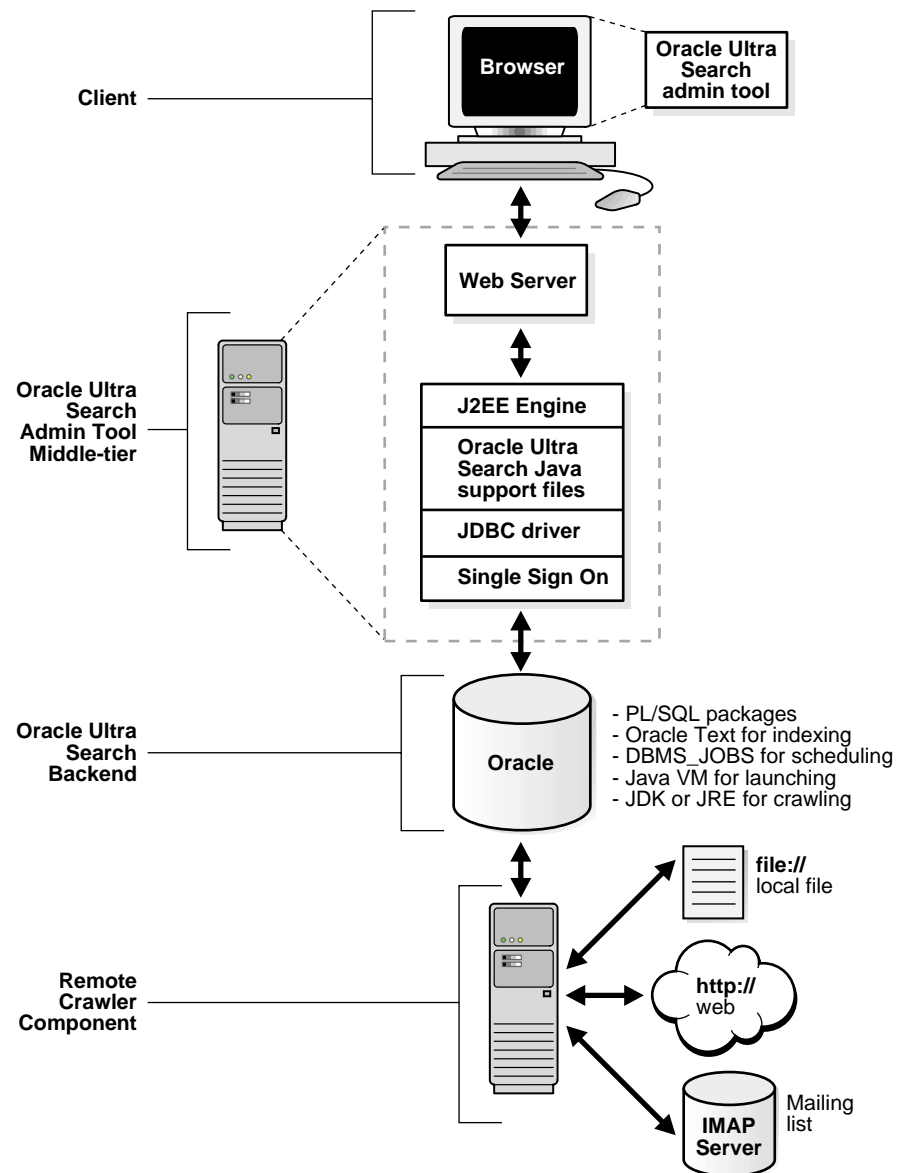 Browser
Oracle Ultra
Search
admin tool
Client
Web Server
J2EE Engine
Oracle Ultra
Search Java
support files
JDBC driver
Single Sign On
Oracle Ultra
Search
Admin Tool
Middle-tier
Oracle Ultra
Search
Backend
Oracle
- PL/SQL packages
- Oracle Text for indexing
- DBMS_JOBS for scheduling
- Java VM for launching
- JDK or JRE for crawling
Remote
Crawler
Component
file://
local file
http://
web
IMAP
Server
Mailing
list